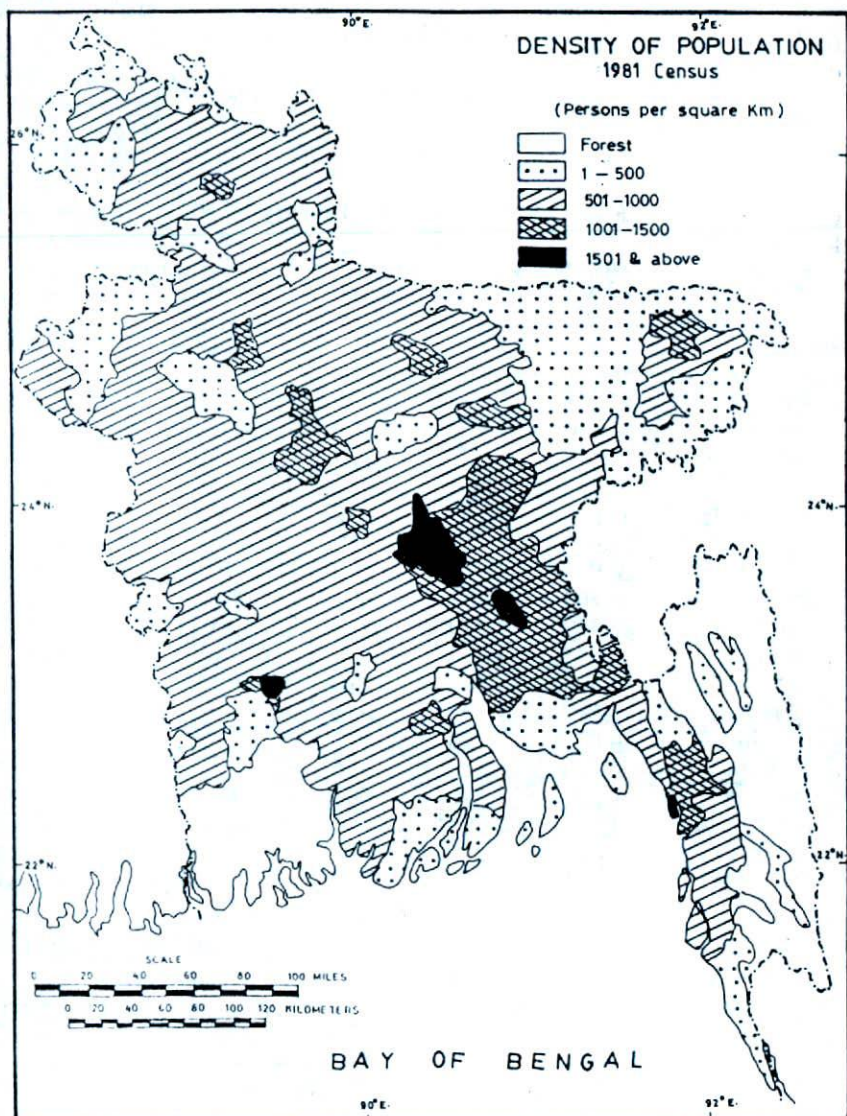 90°E.
92°E.
DENSITY OF POPULATION
1981 Census
(Persons per square Km)
Forest
1 – 500
501–1000
1001–1500
1501 & above
26°N.
24°N.
24°N.
22°N.
22°N.
SCALE
0 20 40 60 80 100 MILES
0 20 40 60 80 100 120 KILOMETERS
BAY OF BENGAL
90°E.
92°E.